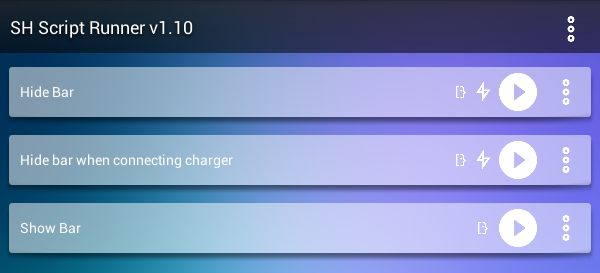 SH Script Runner v1.10
Hide Bar
Hide bar when connecting charger
Show Bar